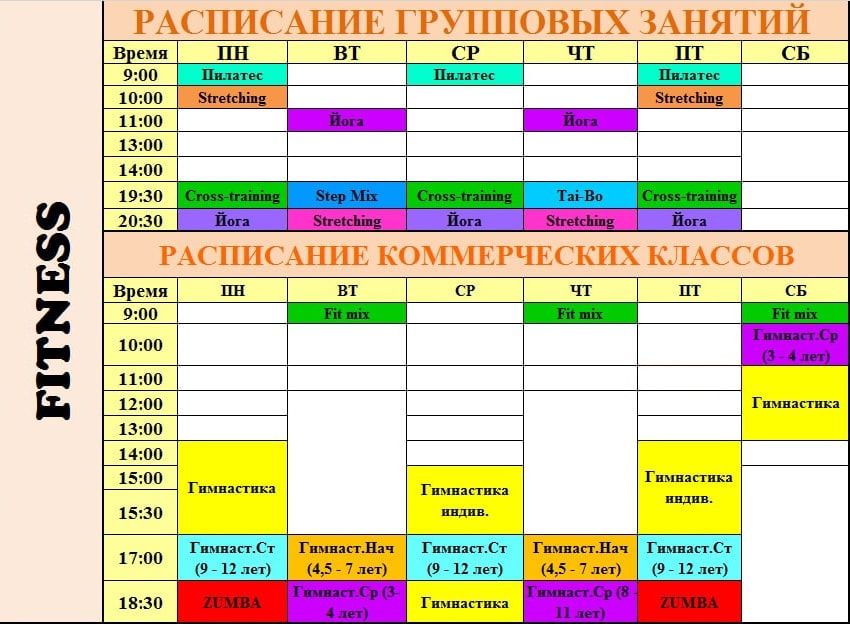 FITNESS
РАСПИСАНИЕ ГРУППОВЫХ ЗАНЯТИЙ
Время ПН ВТ СР ЧТ ПТ СБ
9:00 Пилатес Пилатес Пилатес
10:00 Stretching Stretching
11:00 Йога Йога
13:00
14:00
19:30 Cross-training Step Mix Cross-training Tai-Bo Cross-training
20:30 Йога Stretching Йога Stretching Йога
РАСПИСАНИЕ КОММЕРЧЕСКИХ КЛАССОВ
Время ПН ВТ СР ЧТ ПТ СБ
9:00 Fit mix Fit mix Fit mix
10:00 Гимнаст.Ср
(3 - 4 лет)
11:00
12:00 Гимнастика
13:00
14:00
15:00 Гимнастика Гимнастика индив. Гимнастика индив.
15:30
17:00 Гимнаст.Ст Гимнаст.Нач Гимнаст.Ст Гимнаст.Нач Гимнаст.Ст
(9 - 12 лет) (4,5 - 7 лет) (9 - 12 лет) (4,5 - 7 лет) (9 - 12 лет)
18:30 ZUMBA Гимнаст.Ср (3-4 лет) Гимнастика Гимнаст.Ср (8 - 11 лет) ZUMBA